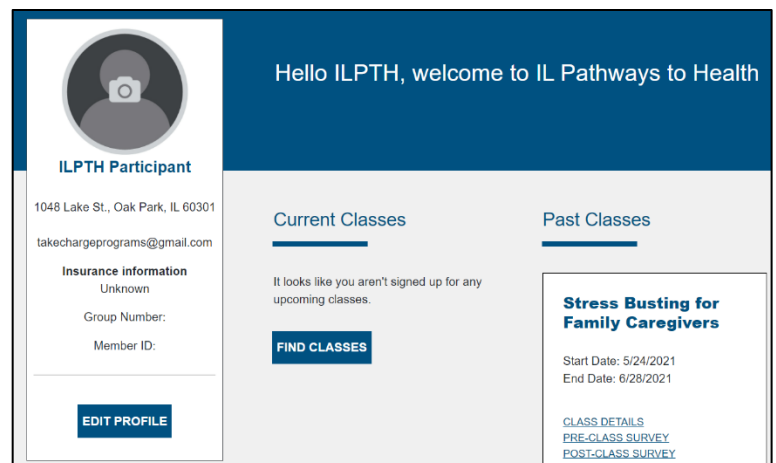 Hello ILPTH, welcome to IL Pathways to Health
ILPTH Participant
1048 Lake St., Oak Park, IL 60301
takechargeprograms@gmail.com
Insurance information
Unknown
Group Number:
Member ID:
EDIT PROFILE
Current Classes
It looks like you aren't signed up for any
upcoming classes.
FIND CLASSES
Past Classes
Stress Busting for
Family Caregivers
Start Date: 5/24/2021
End Date: 6/28/2021
CLASS DETAILS
PRE-CLASS SURVEY
POST-CLASS SURVEY